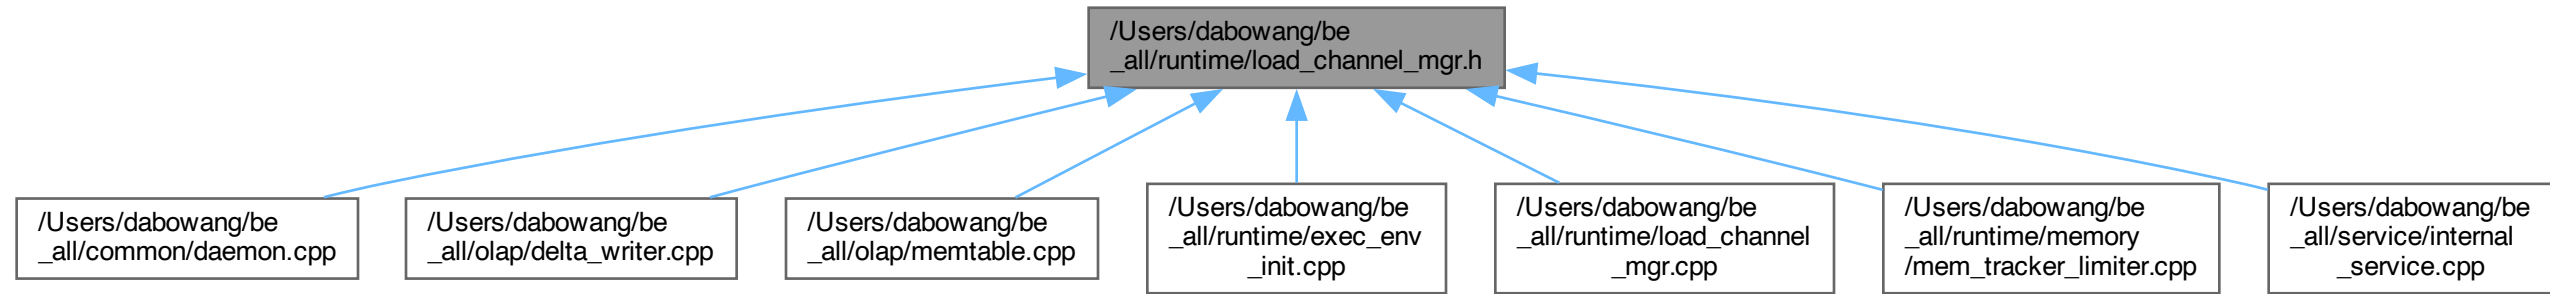 /Users/dabowang/be
_all/runtime/load_channel_mgr.h
/Users/dabowang/be
_all/common/daemon.cpp
/Users/dabowang/be
_all/olap/delta_writer.cpp
/Users/dabowang/be
_all/olap/memtable.cpp
/Users/dabowang/be
_all/runtime/exec_env
_init.cpp
/Users/dabowang/be
_all/runtime/load_channel
_mgr.cpp
/Users/dabowang/be
_all/runtime/memory
/mem_tracker_limiter.cpp
/Users/dabowang/be
_all/service/internal
_service.cpp